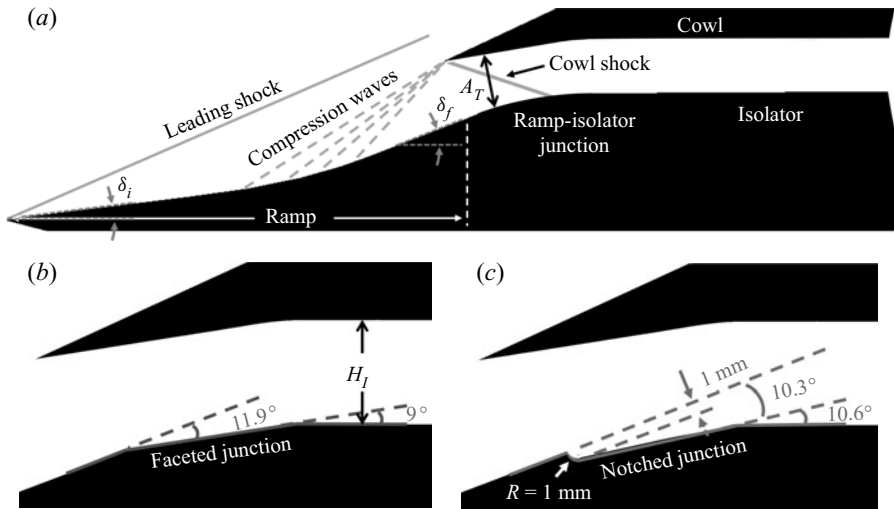 (a)
Cowl
Leading shock
Compression waves
Cowl shock
A_T
δ_f
Ramp-isolator
junction
Isolator
δ_i
Ramp
(b)
H_I
11.9°
9°
Faceted junction
(c)
1 mm
10.3°
10.6°
Notched junction
R = 1 mm